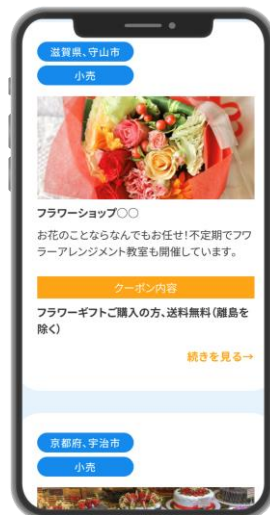 滋賀県、守山市
小売
フラワーショップ○○
お花のことならなんでもお任せ!不定期でフワ
ラーアレンジメント教室も開催しています。
クーポン内容
フラワーギフトご購入の方、送料無料(離島を
除く)
続きを見る→
京都府、宇治市
小売